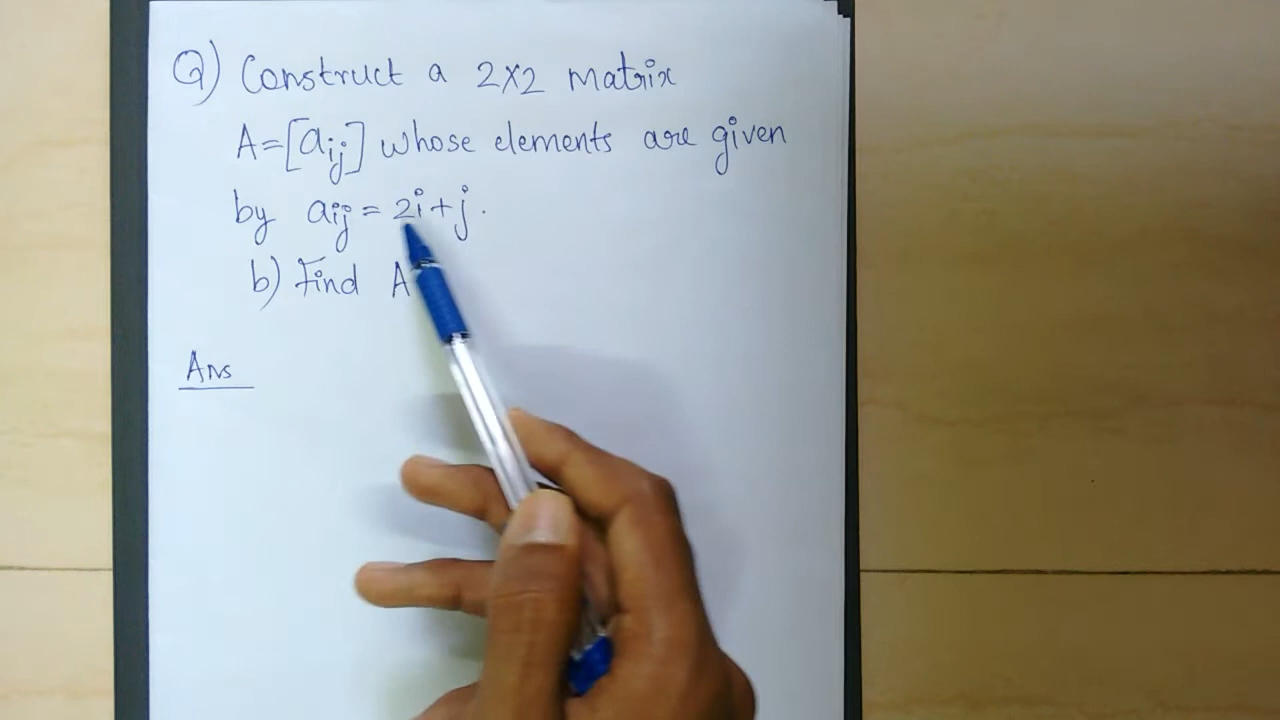 Q) Construct a 2x2 matrix
A=[aij] whose elements are given
by aij = 2i+j.
b) Find A
Ans